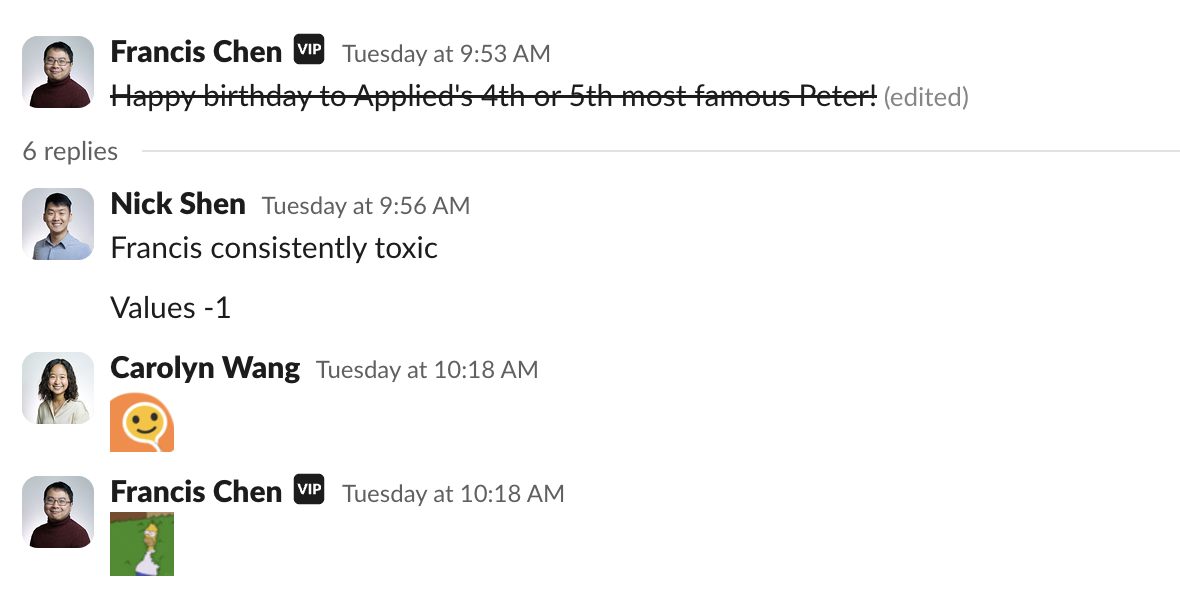 Francis Chen VIP Tuesday at 9:53 AM
Happy birthday to Applied's 4th or 5th most famous Peter! (edited)
6 replies
Nick Shen Tuesday at 9:56 AM
Francis consistently toxic
Values -1
Carolyn Wang Tuesday at 10:18 AM
Francis Chen VIP Tuesday at 10:18 AM